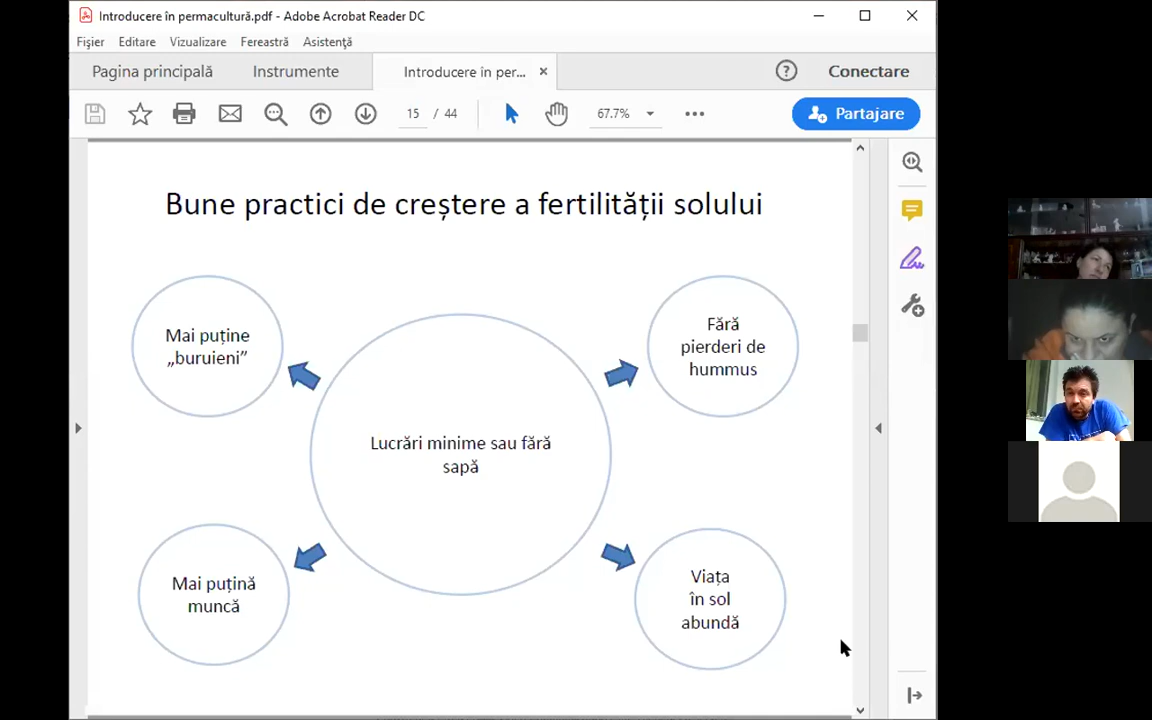 Introducere în permacultură.pdf - Adobe Acrobat Reader DC
Fișier Editare Vizualizare Fereastră Asistență
Pagina principală Instrumente Introducere în per... Conectare
15 / 44 67.7% Partajare
Bune practici de creștere a fertilității solului
Mai puține
„buruieni”
Fără
pierderi de
hummus
Lucrări minime sau fără
sapă
Mai puțină
muncă
Viața
în sol
abundă